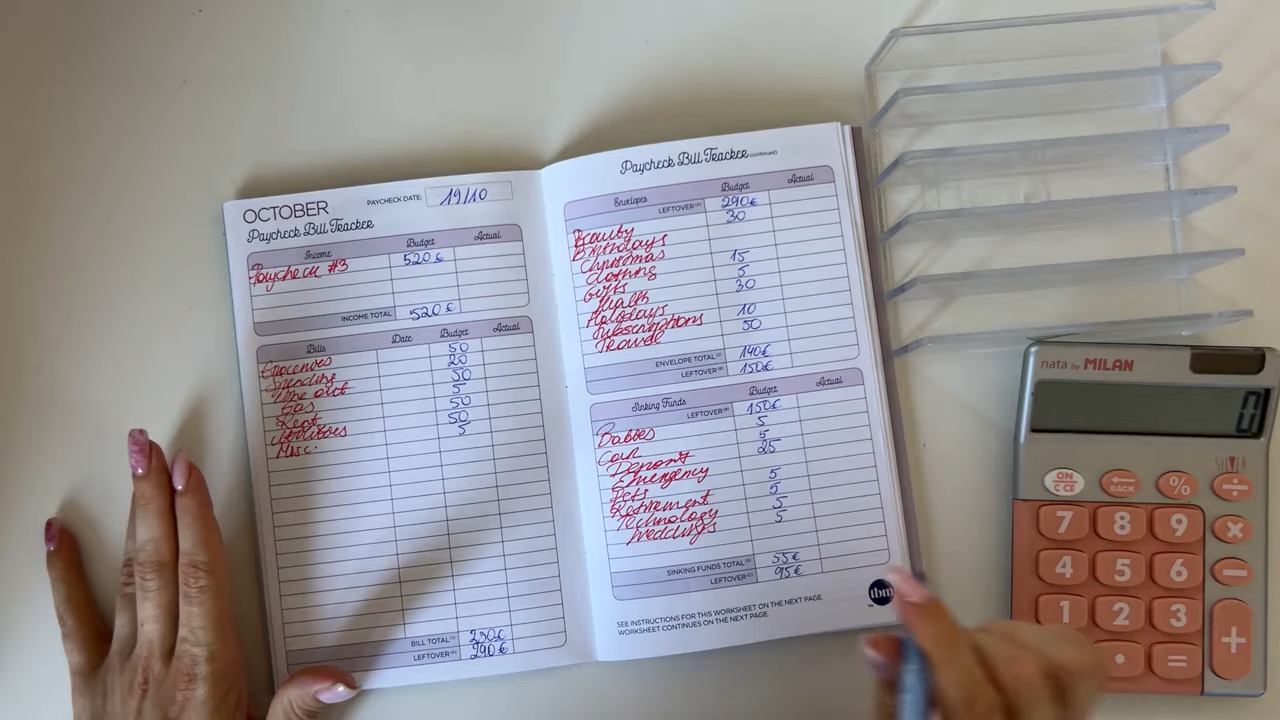 OCTOBER
PAYCHECK DATE: 19/10
Paycheck Bill Tracker
Income Budget Actual
Paycheck #3 520 €
INCOME TOTAL 520 €
Bills Date Budget Actual
Groceries 50
Spending 20
50
Gas 5
Rent 50
50
Misc. 5
BILL TOTAL
LEFTOVER 290 €
Paycheck Bill Tracker (continued)
Envelopes Budget Actual
LEFTOVER 290€
Beauty 30
Birthdays
Christmas
Clothing 15
Gifts 5
Health 30
Holidays
Subscriptions 10
50
ENVELOPE TOTAL 140€
LEFTOVER 150€
Sinking Funds Budget Actual
LEFTOVER 150€
5
Car 5
25
Emergency
Pets 5
Retirement 5
Technology 5
Weddings 5
SINKING FUNDS TOTAL 55€
LEFTOVER 95€
SEE INSTRUCTIONS FOR THIS WORKSHEET ON THE NEXT PAGE.
WORKSHEET CONTINUES ON THE NEXT PAGE.
ibm
nata by MILAN
0
SILVER
ON C/CE BACK % ÷
7 8 9 ×
4 5 6 −
1 2 3 +
. =